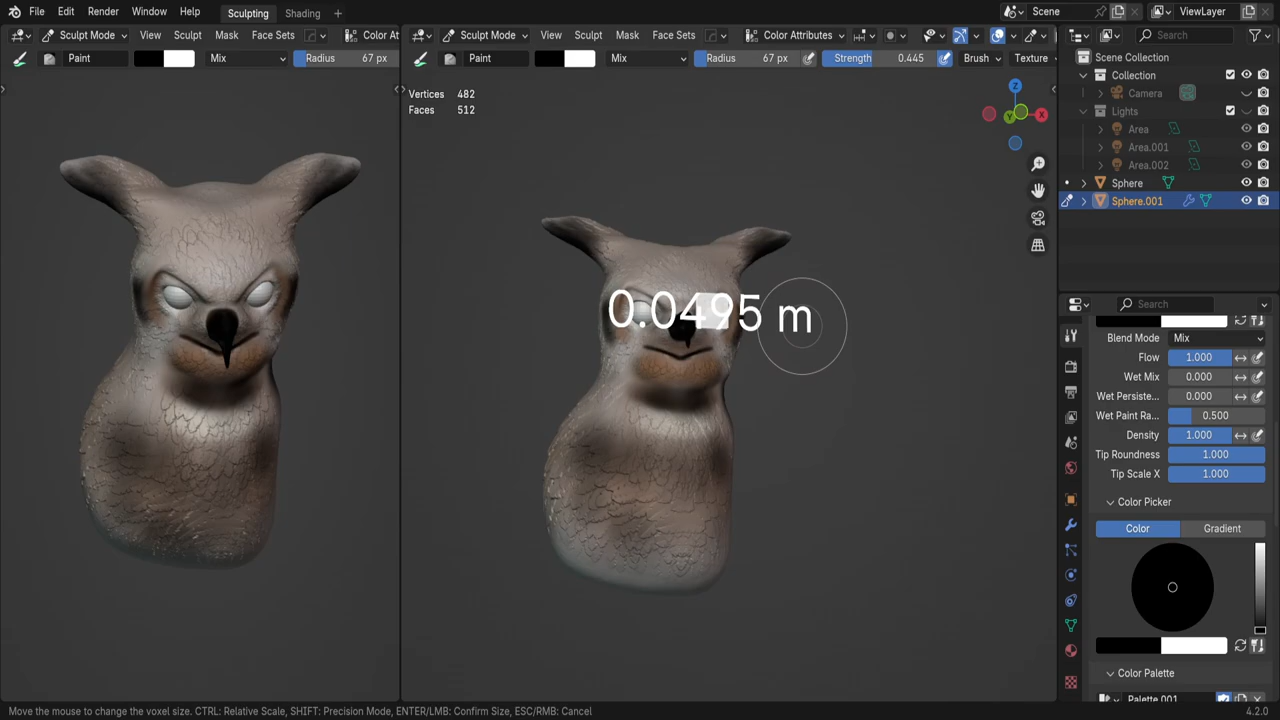 File Edit Render Window Help Sculpting Shading + Scene ViewLayer
Sculpt Mode View Sculpt Mask Face Sets Color At
Paint Mix Radius 67 px
Sculpt Mode View Sculpt Mask Face Sets Color Attributes
Paint Mix Radius 67 px Strength 0.445 Brush Texture
Vertices 482
Faces 512
Z
X
Y
0.0495 m
Search
Scene Collection
Collection
Camera
Lights
Area
Area.001
Area.002
Sphere
Sphere.001
Search
Blend Mode Mix
Flow 1.000
Wet Mix 0.000
Wet Persiste... 0.000
Wet Paint Ra... 0.500
Density 1.000
Tip Roundness 1.000
Tip Scale X 1.000
Color Picker
Color Gradient
Color Palette
Palette.001
Move the mouse to change the voxel size. CTRL: Relative Scale, SHIFT: Precision Mode, ENTER/LMB: Confirm Size, ESC/RMB: Cancel
4.2.0